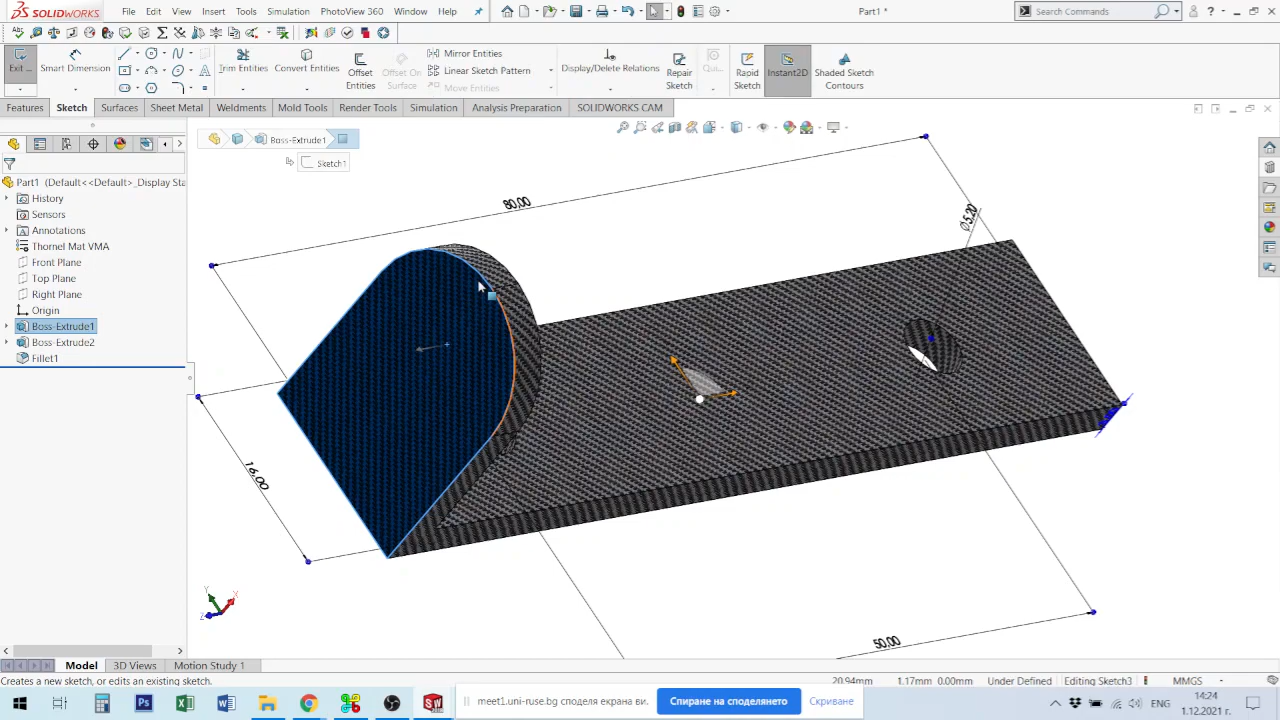 SOLIDWORKS File Edit View Insert Tools Simulation PhotoView 360 Window Help Part1 * Search Commands
Exit ... Smart Dimension Trim Entities Convert Entities Offset Entities Offset On Surface Mirror Entities Linear Sketch Pattern Move Entities Display/Delete Relations Repair Sketch Qui... Rapid Sketch Instant2D Shaded Sketch Contours
Features Sketch Surfaces Sheet Metal Weldments Mold Tools Render Tools Simulation Analysis Preparation SOLIDWORKS CAM
Boss-Extrude1
Sketch1
Part1 (Default<<Default>_Display Sta
History
Sensors
Annotations
Thornel Mat VMA
Front Plane
Top Plane
Right Plane
Origin
Boss-Extrude1
Boss-Extrude2
Fillet1
80,00
Ø5,20
16,00
50,00
Y
X
Z
Model 3D Views Motion Study 1
Creates a new sketch, or edits an existing sketch. 20.94mm 1.17mm 0.00mm Under Defined Editing Sketch3 MMGS
meet1.uni-ruse.bg споделя екрана ви. Спиране на споделянето Скриване
ENG 14:24
1.12.2021 г.